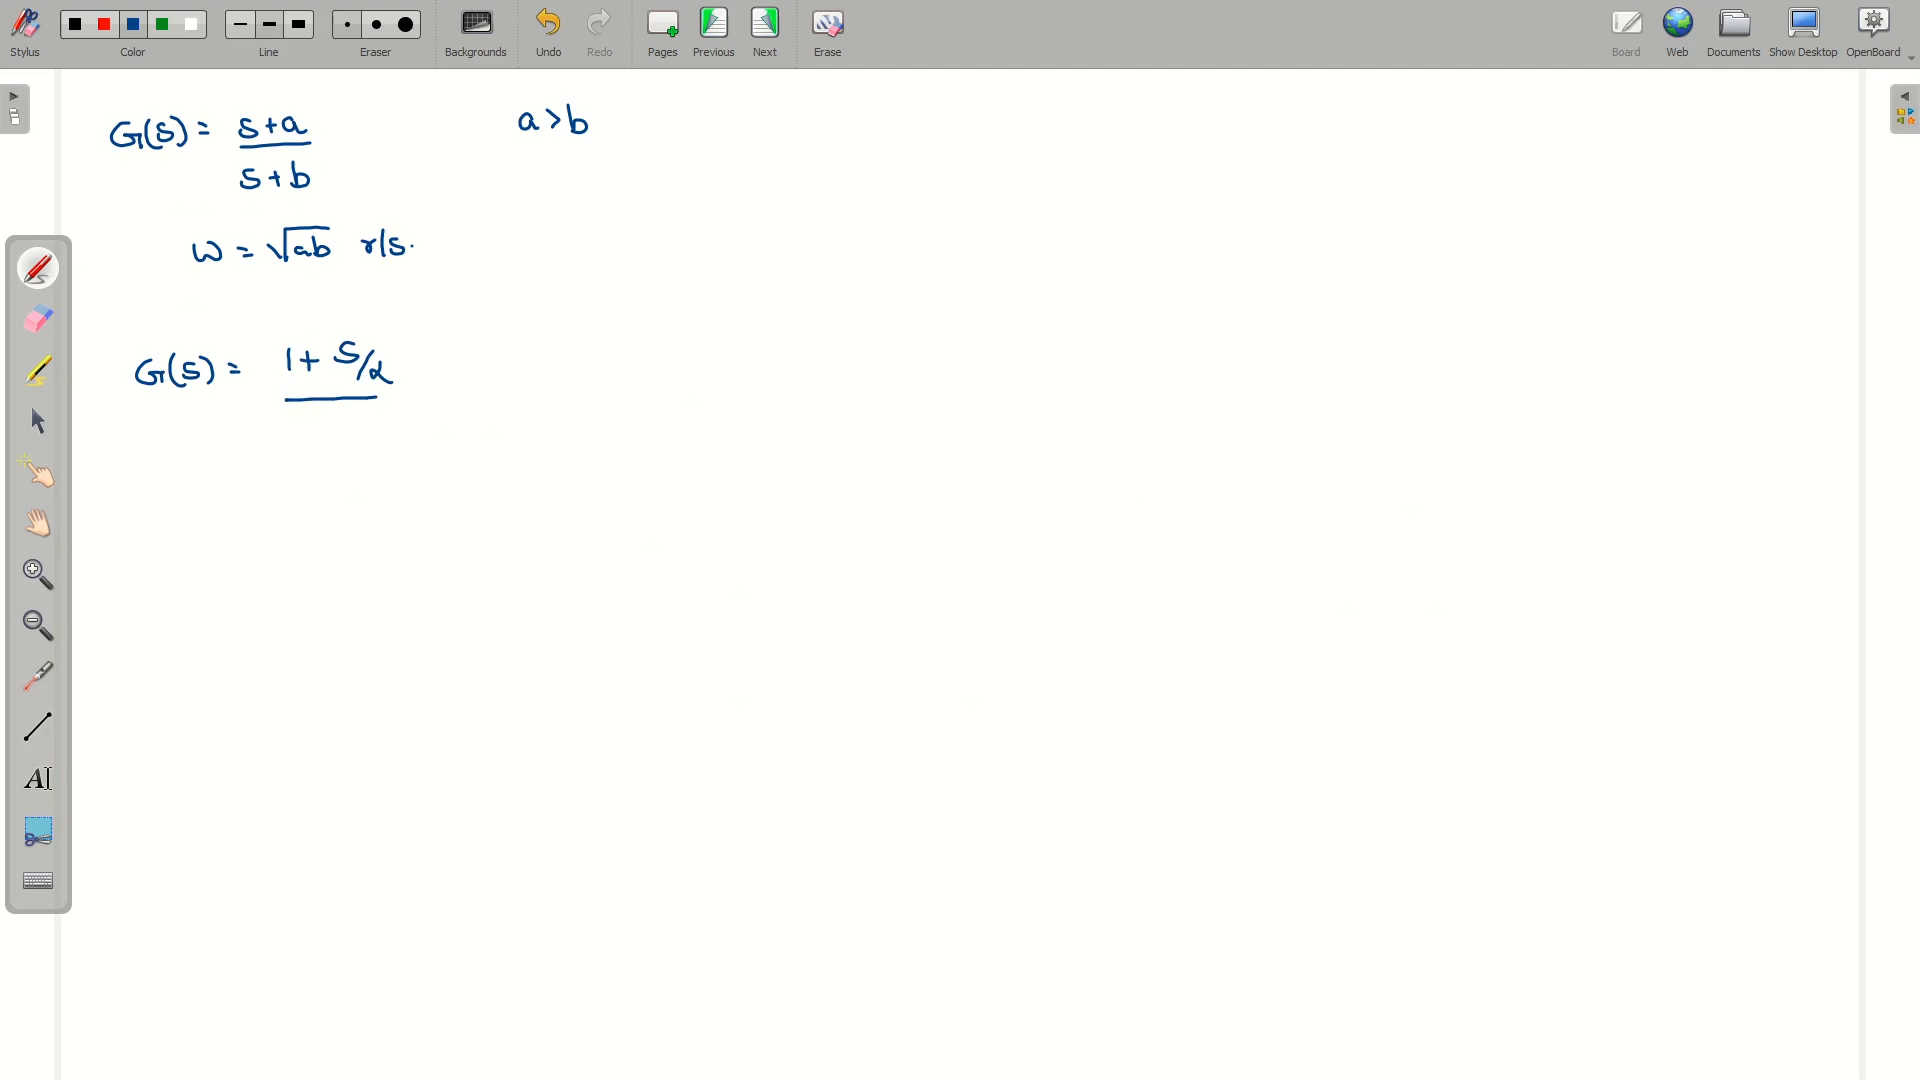 Stylus Color Line Eraser Backgrounds Undo Redo Pages Previous Next Erase Board Web Documents Show Desktop OpenBoard
G(s) = s+a / s+b a>b
ω = √ab r/s.
G(s) = 1 + s/α